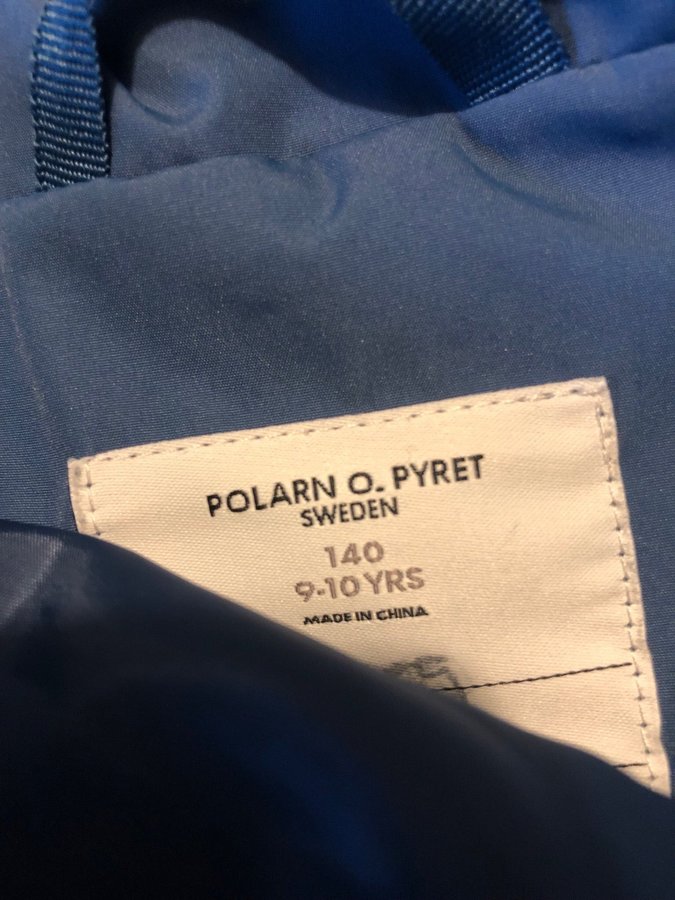 POLARN O. PYRET
SWEDEN
140
9-10 YRS
MADE IN CHINA